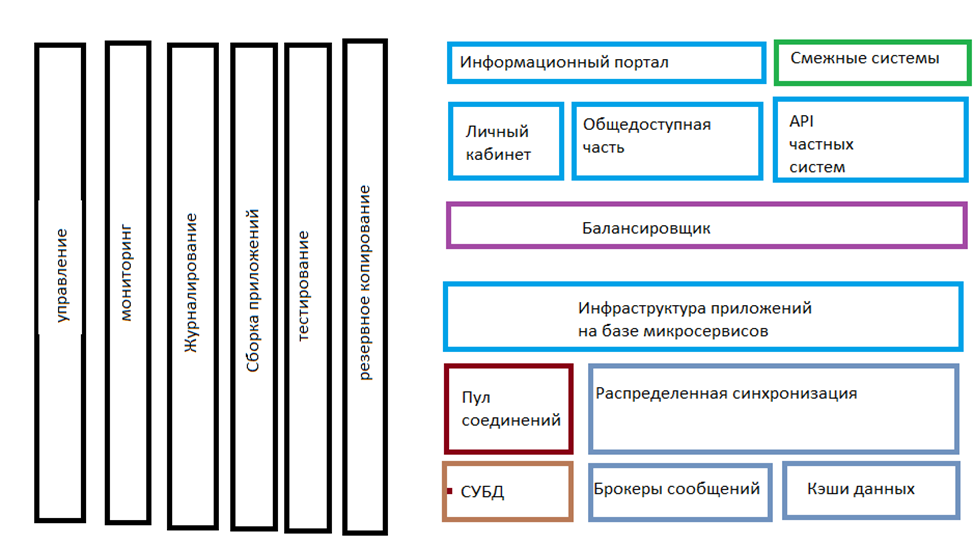 управление
мониторинг
Журналирование
Сборка приложений
тестирование
резервное копирование
Информационный портал
Смежные системы
Личный
кабинет
Общедоступная
часть
API
частных
систем
Балансировщик
Инфраструктура приложений
на базе микросервисов
Пул
соединений
Распределенная синхронизация
СУБД
Брокеры сообщений
Кэши данных